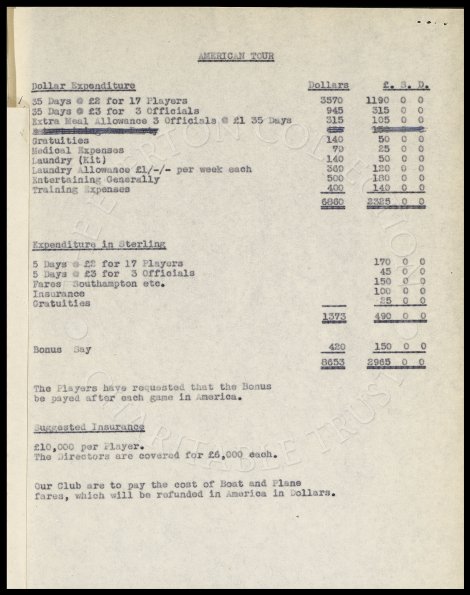 AMERICAN TOUR
Dollar Expenditure Dollars £. S. D.
35 Days @ £2 for 17 Players 3570 1190 0 0
35 Days @ £3 for 3 Officials 945 315 0 0
Extra Meal Allowance 3 Officials @ £1 35 Days 315 105 0 0
Gratuities 140 50 0 0
Medical Expenses 70 25 0 0
Laundry (Kit) 140 50 0 0
Laundry Allowance £1/-/- per week each 360 120 0 0
Entertaining Generally 500 180 0 0
Training Expenses 400 140 0 0
6860 2325 0 0
Expenditure in Sterling
5 Days @ £2 for 17 Players 170 0 0
5 Days @ £3 for 3 Officials 45 0 0
Fares Southampton etc. 150 0 0
Insurance 100 0 0
Gratuities 25 0 0
1373 490 0 0
Bonus Say 420 150 0 0
8653 2965 0 0
The Players have requested that the Bonus
be payed after each game in America.
Suggested Insurance
£10,000 per Player.
The Directors are covered for £6,000 each.
Our Club are to pay the cost of Boat and Plane
fares, which will be refunded in America in Dollars.